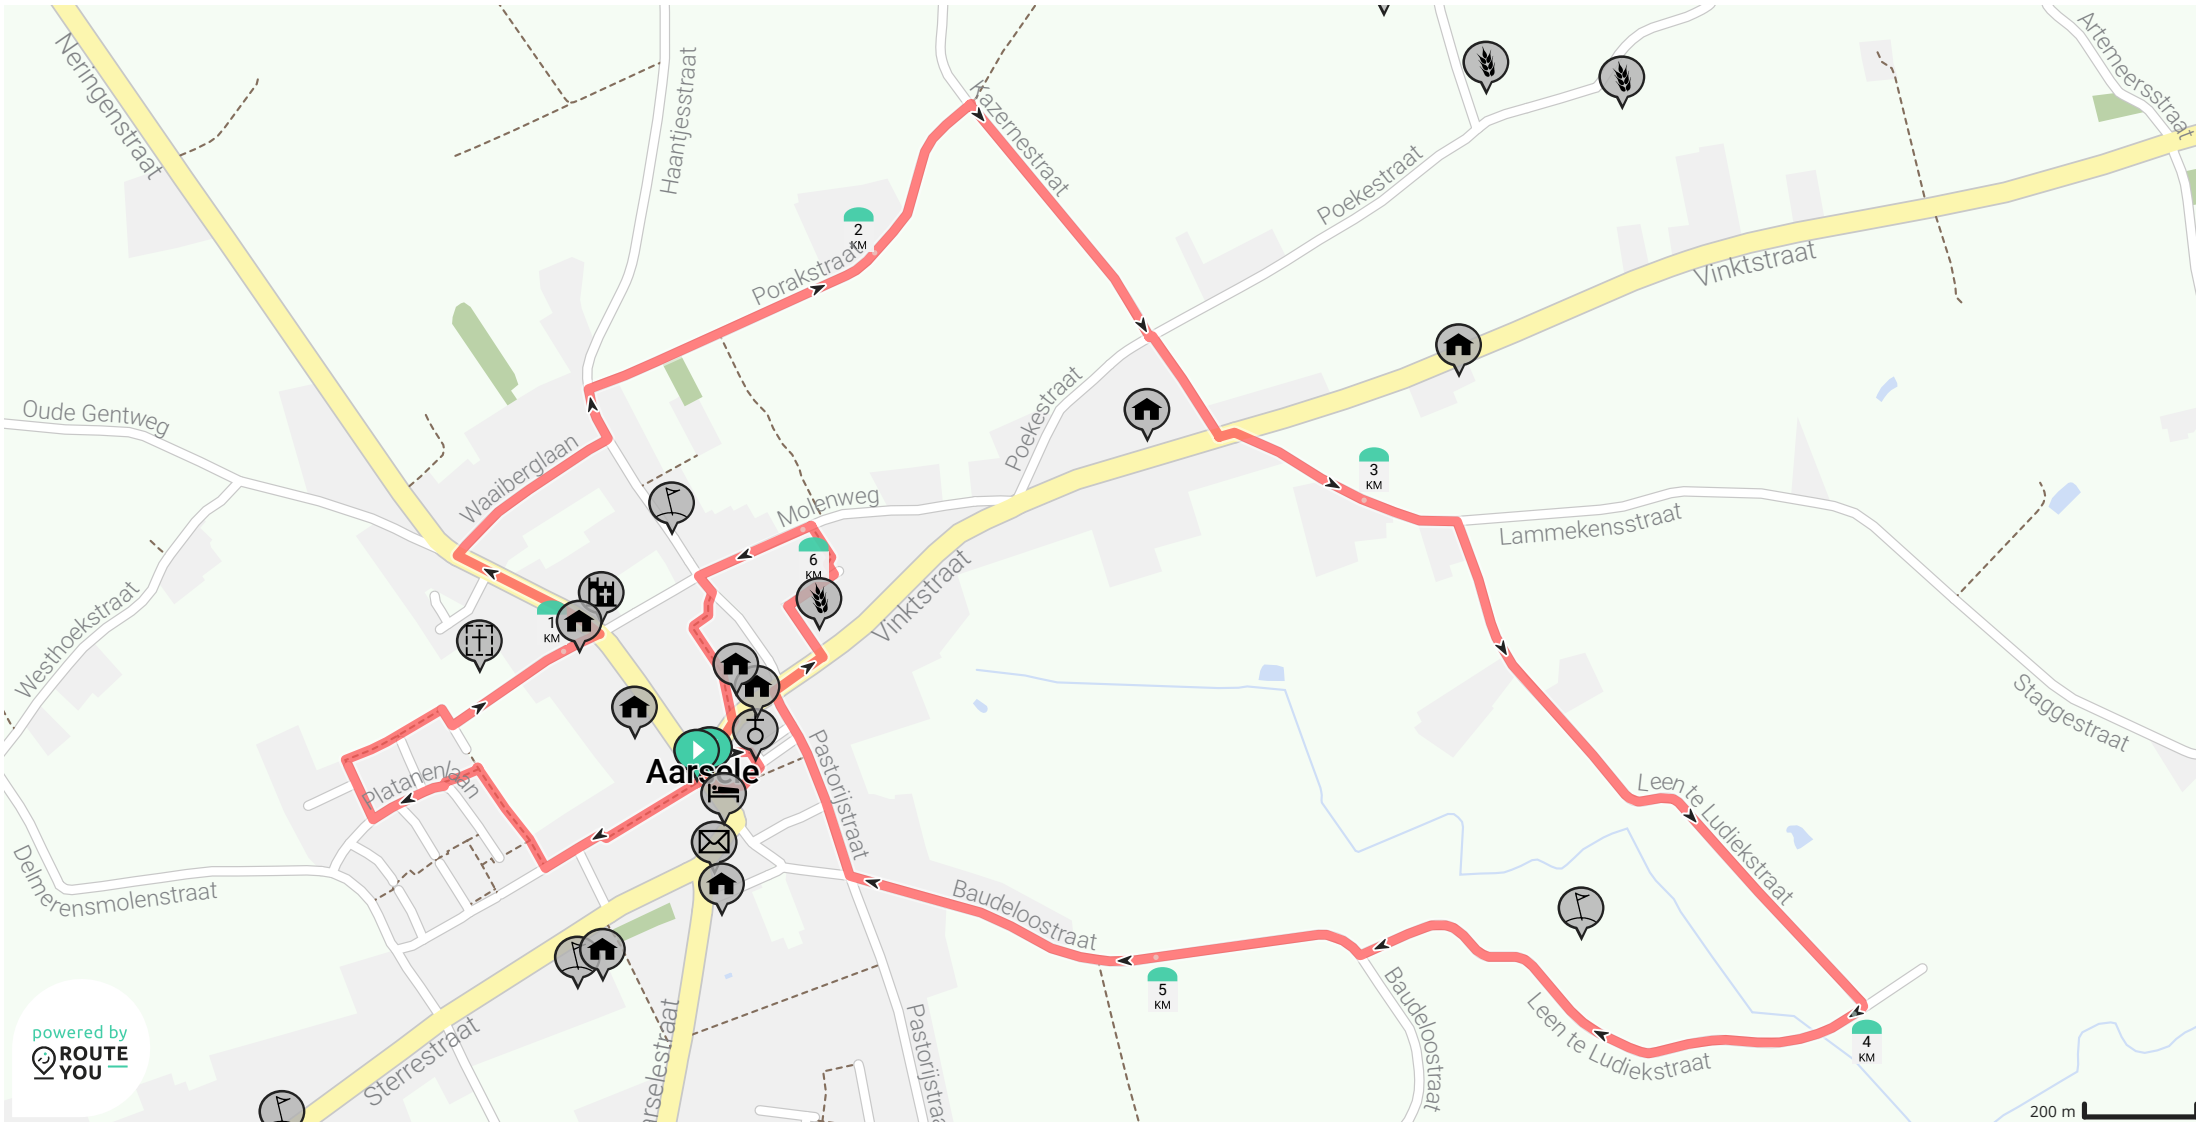 Neringenstraat
Haantjesstraat
Kazernestraat
Artemeersstraat
Poekestraat
2
KM
Porakstraat
Vinktstraat
Oude Gentweg
Waaiberglaan
Poekestraat
3
KM
Molenweg
Lammekensstraat
6
KM
Vinktstraat
Westhoekstraat
1
KM
Staggestraat
Aarsele
Platanenlaan
Pastorijstraat
Leen te Ludiekstraat
Delmerensmolenstraat
Baudeloostraat
5
KM
Baudeloostraat
Leen te Ludiekstraat
4
KM
Sterrestraat
arselestraat
Pastorijstraa
powered by
ROUTE
YOU
200 m